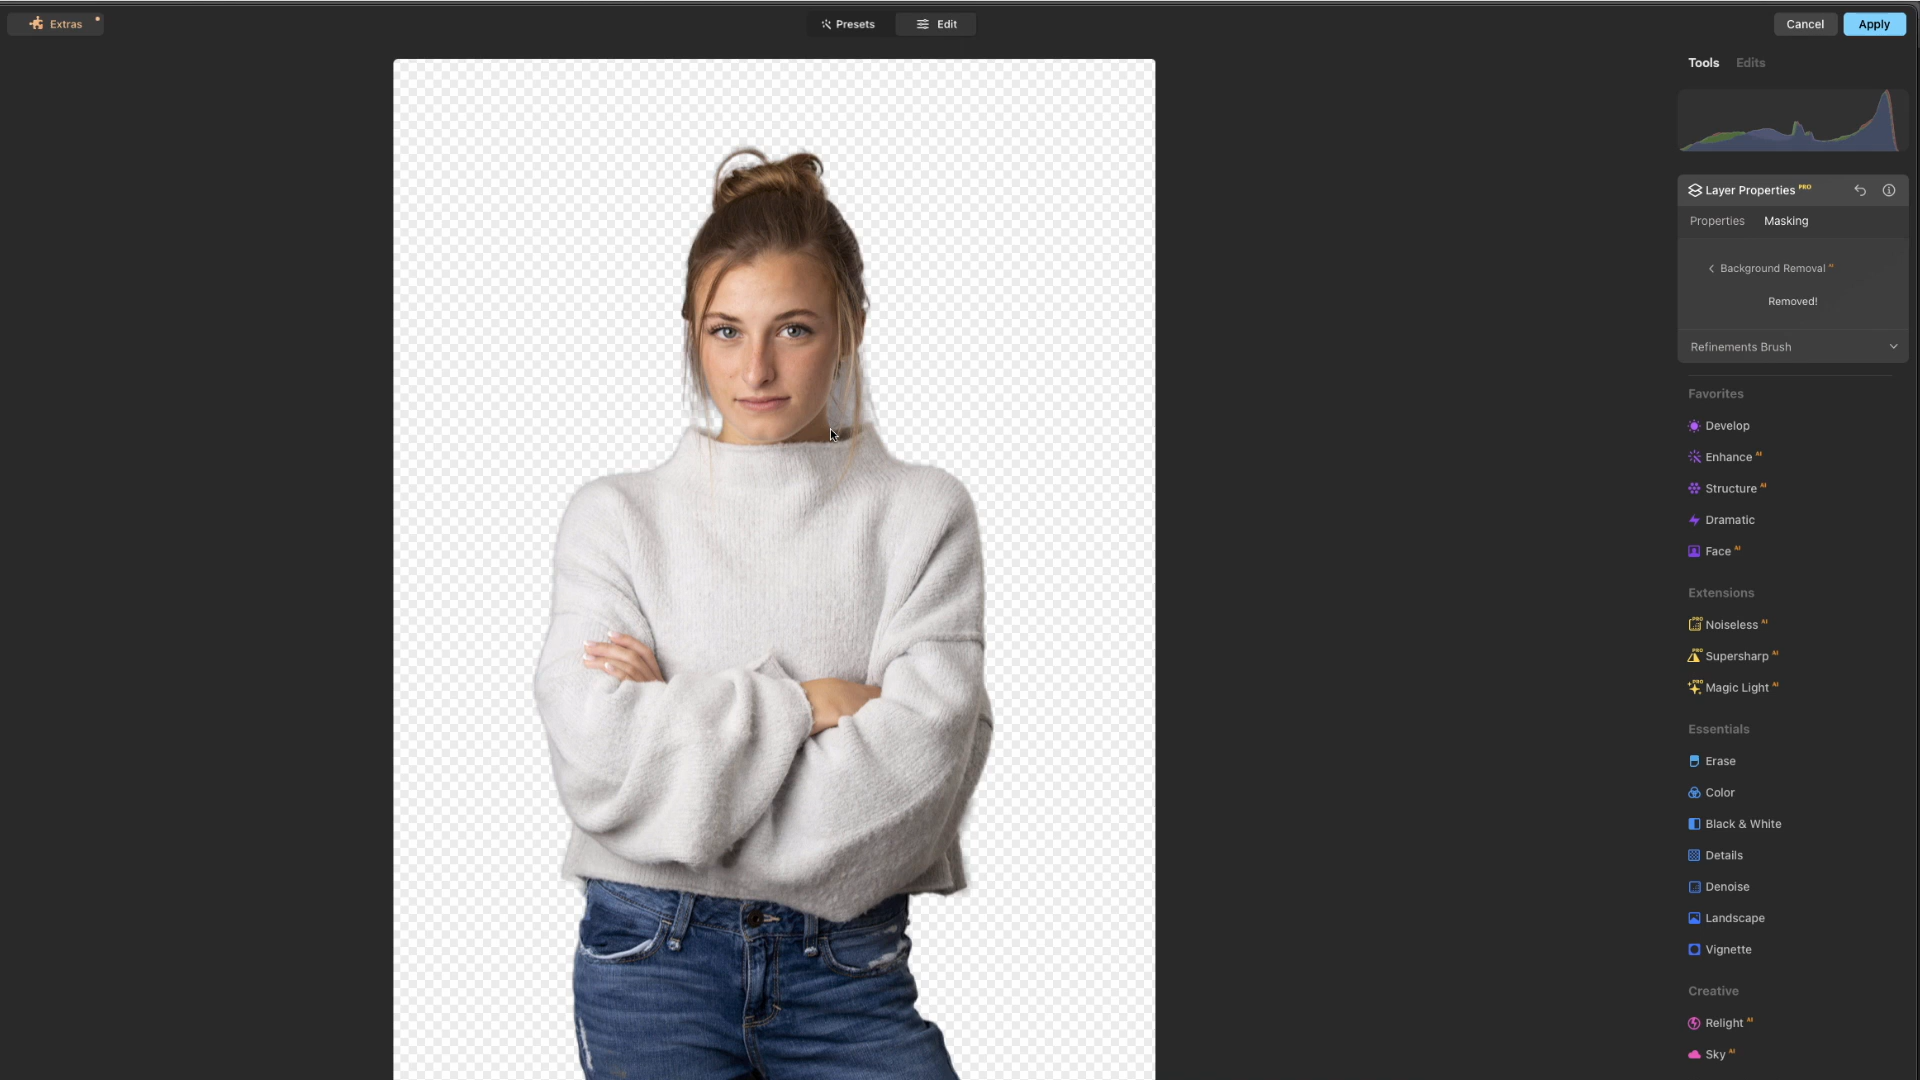 Extras
Presets
Edit
Cancel
Apply
Tools
Edits
Layer Properties PRO
Properties
Masking
Background Removal AI
Removed!
Refinements Brush
Favorites
Develop
Enhance AI
Structure AI
Dramatic
Face AI
Extensions
PRO Noiseless AI
PRO Supersharp AI
PRO Magic Light AI
Essentials
Erase
Color
Black & White
Details
Denoise
Landscape
Vignette
Creative
Relight AI
Sky AI